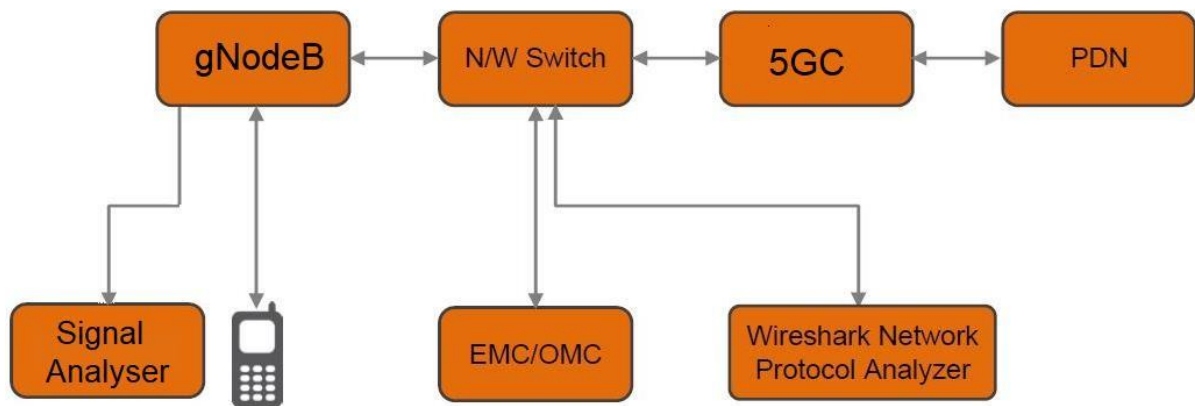 gNodeB
N/W Switch
5GC
PDN
Signal
Analyser
EMC/OMC
Wireshark Network
Protocol Analyzer